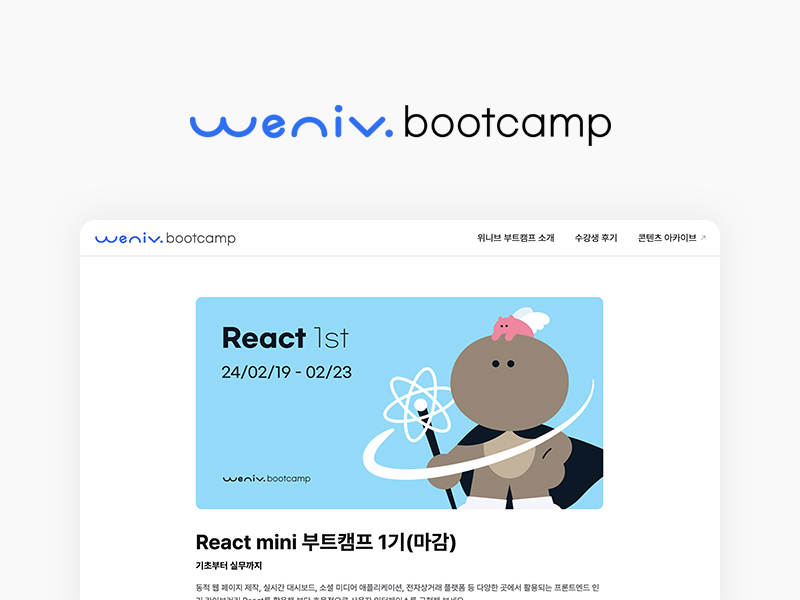 weniv. bootcamp
weniv. bootcamp 위니브 부트캠프 소개 수강생 후기 콘텐츠 아카이브
React 1st
24/02/19 - 02/23
weniv. bootcamp
React mini 부트캠프 1기(마감)
기초부터 실무까지
동적 웹 페이지 제작, 실시간 대시보드, 소셜 미디어 애플리케이션, 전자상거래 플랫폼 등 다양한 곳에서 활용되는 프론트엔드 인